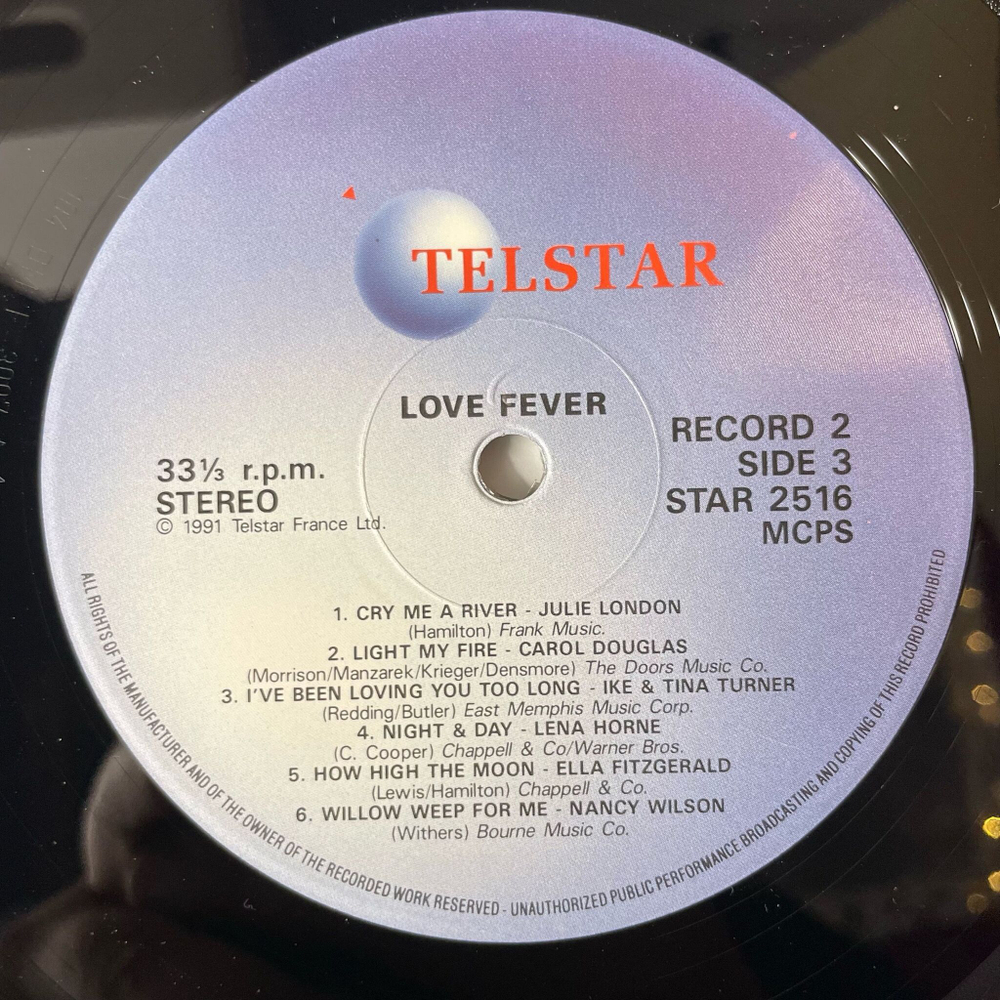 TELSTAR
LOVE FEVER
33⅓ r.p.m.
STEREO
© 1991 Telstar France Ltd.
RECORD 2
SIDE 3
STAR 2516
MCPS
1. CRY ME A RIVER - JULIE LONDON
(Hamilton) Frank Music.
2. LIGHT MY FIRE - CAROL DOUGLAS
(Morrison/Manzarek/Krieger/Densmore) The Doors Music Co.
3. I'VE BEEN LOVING YOU TOO LONG - IKE & TINA TURNER
(Redding/Butler) East Memphis Music Corp.
4. NIGHT & DAY - LENA HORNE
(C. Cooper) Chappell & Co/Warner Bros.
5. HOW HIGH THE MOON - ELLA FITZGERALD
(Lewis/Hamilton) Chappell & Co.
6. WILLOW WEEP FOR ME - NANCY WILSON
(Withers) Bourne Music Co.
ALL RIGHTS OF THE MANUFACTURER AND OF THE OWNER OF THE RECORDED WORK RESERVED - UNAUTHORIZED PUBLIC PERFORMANCE BROADCASTING AND COPYING OF THIS RECORD PROHIBITED